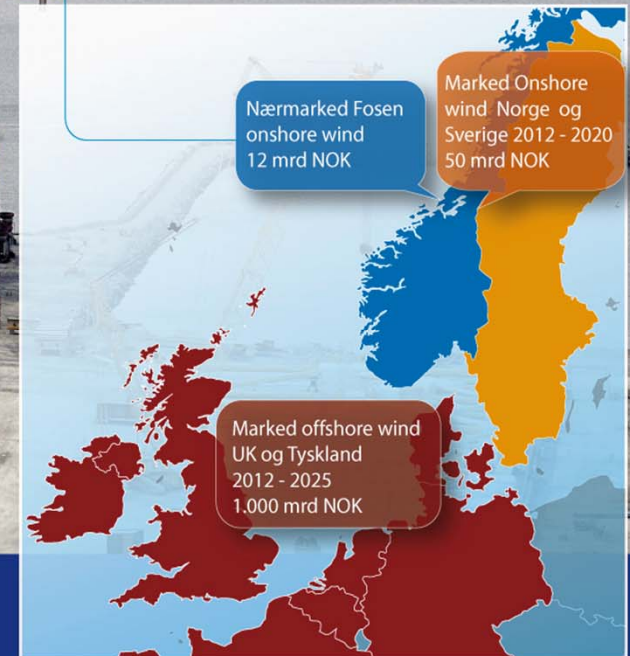 Nærmarked Fosen
onshore wind
12 mrd NOK
Marked Onshore
wind Norge og
Sverige 2012 - 2020
50 mrd NOK
Marked offshore wind
UK og Tyskland
2012 - 2025
1.000 mrd NOK